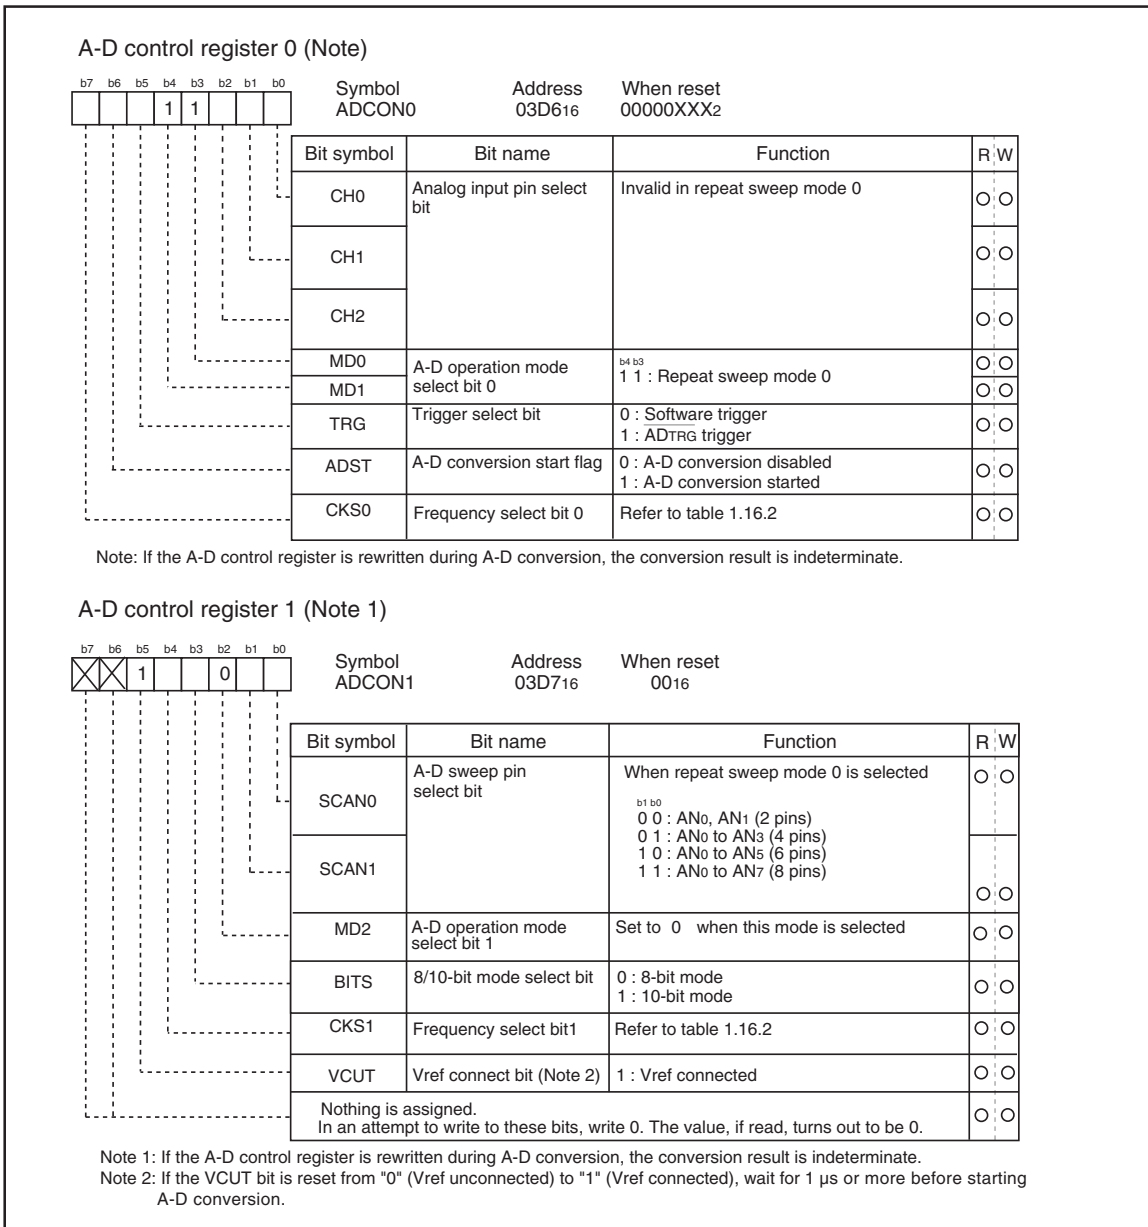 A-D control register 0 (Note)
b7 b6 b5 b4 b3 b2 b1 b0
1 1
Symbol Address When reset
ADCON0 03D616 00000XXX2
Bit symbol Bit name Function R W
CH0 Analog input pin select Invalid in repeat sweep mode 0
bit
CH1
CH2
MD0 A-D operation mode b4 b3
select bit 0 1 1 : Repeat sweep mode 0
MD1
TRG Trigger select bit 0 : Software trigger
1 : ADTRG trigger
ADST A-D conversion start flag 0 : A-D conversion disabled
1 : A-D conversion started
CKS0 Frequency select bit 0 Refer to table 1.16.2
Note: If the A-D control register is rewritten during A-D conversion, the conversion result is indeterminate.
A-D control register 1 (Note 1)
b7 b6 b5 b4 b3 b2 b1 b0
1 0
Symbol Address When reset
ADCON1 03D716 0016
Bit symbol Bit name Function R W
A-D sweep pin When repeat sweep mode 0 is selected
select bit
SCAN0 b1 b0
0 0 : AN0, AN1 (2 pins)
0 1 : AN0 to AN3 (4 pins)
1 0 : AN0 to AN5 (6 pins)
SCAN1 1 1 : AN0 to AN7 (8 pins)
MD2 A-D operation mode Set to 0 when this mode is selected
select bit 1
BITS 8/10-bit mode select bit 0 : 8-bit mode
1 : 10-bit mode
CKS1 Frequency select bit1 Refer to table 1.16.2
VCUT Vref connect bit (Note 2) 1 : Vref connected
Nothing is assigned.
In an attempt to write to these bits, write 0. The value, if read, turns out to be 0.
Note 1: If the A-D control register is rewritten during A-D conversion, the conversion result is indeterminate.
Note 2: If the VCUT bit is reset from "0" (Vref unconnected) to "1" (Vref connected), wait for 1 µs or more before starting
A-D conversion.